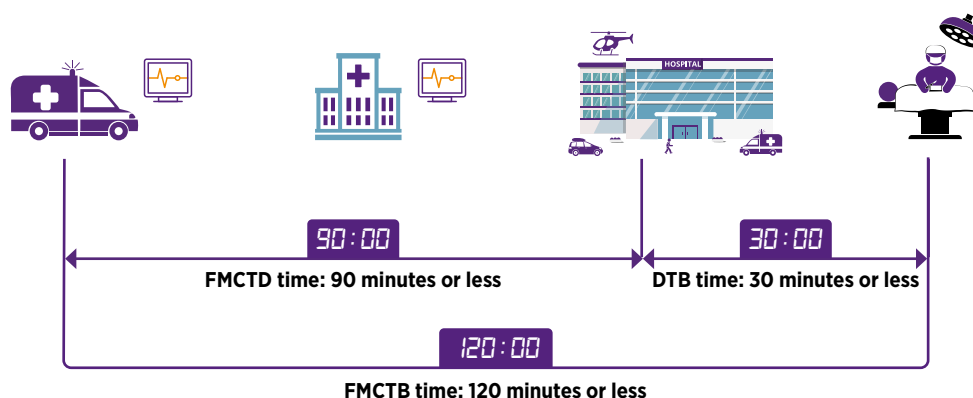 HOSPITAL
90:00
30:00
FMCTD time: 90 minutes or less
DTB time: 30 minutes or less
120:00
FMCTB time: 120 minutes or less